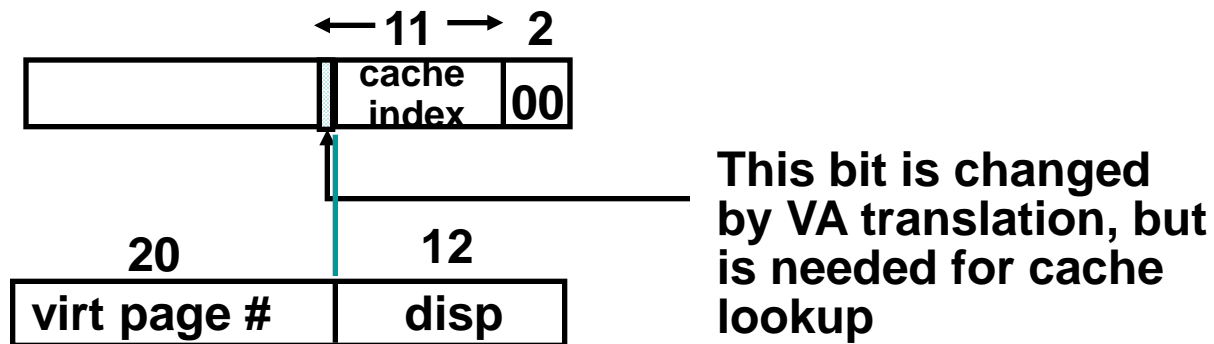 11 2
cache
index 00
This bit is changed
by VA translation, but
is needed for cache
lookup
20 12
virt page # disp